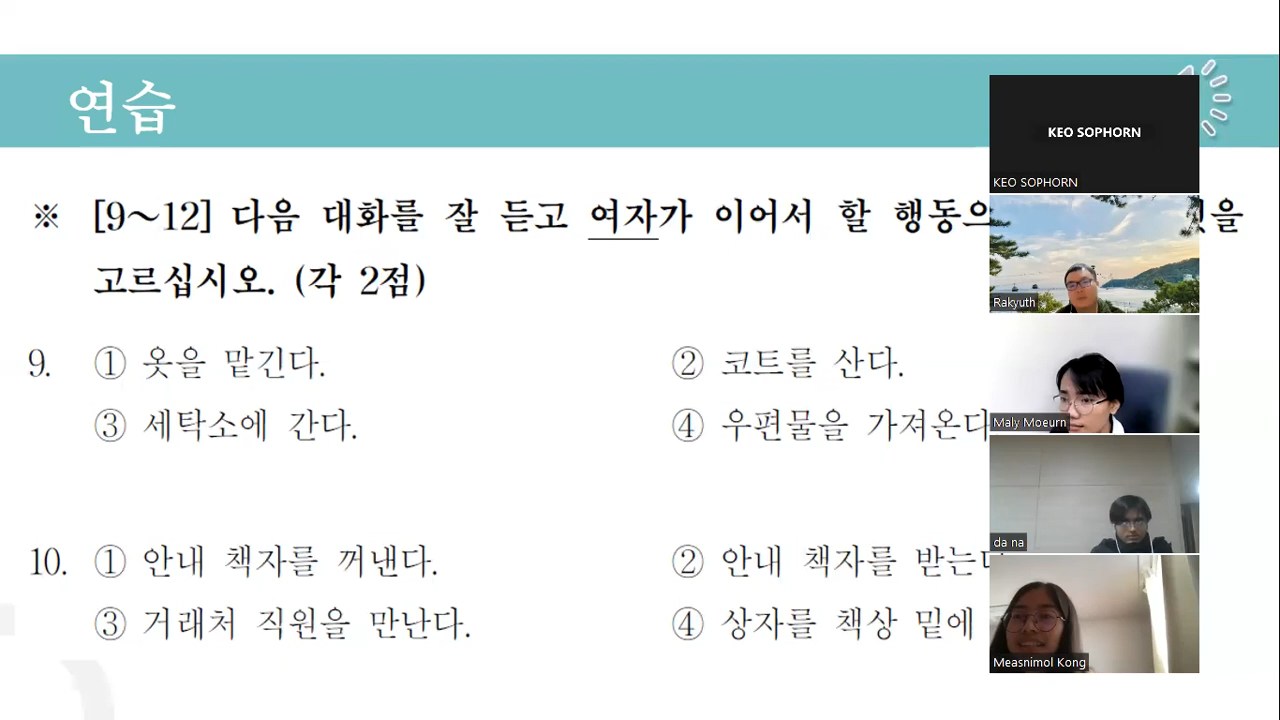 연습
※ [9~12] 다음 대화를 잘 듣고 여자가 이어서 할 행동으
고르십시오. (각 2점)
9. ① 옷을 맡긴다. ② 코트를 산다.
③ 세탁소에 간다. ④ 우편물을 가져온다
10. ① 안내 책자를 꺼낸다. ② 안내 책자를 받는다
③ 거래처 직원을 만난다. ④ 상자를 책상 밑에
KEO SOPHORN
KEO SOPHORN
Rakyuth
Maly Moeurn
da na
Measnimol Kong